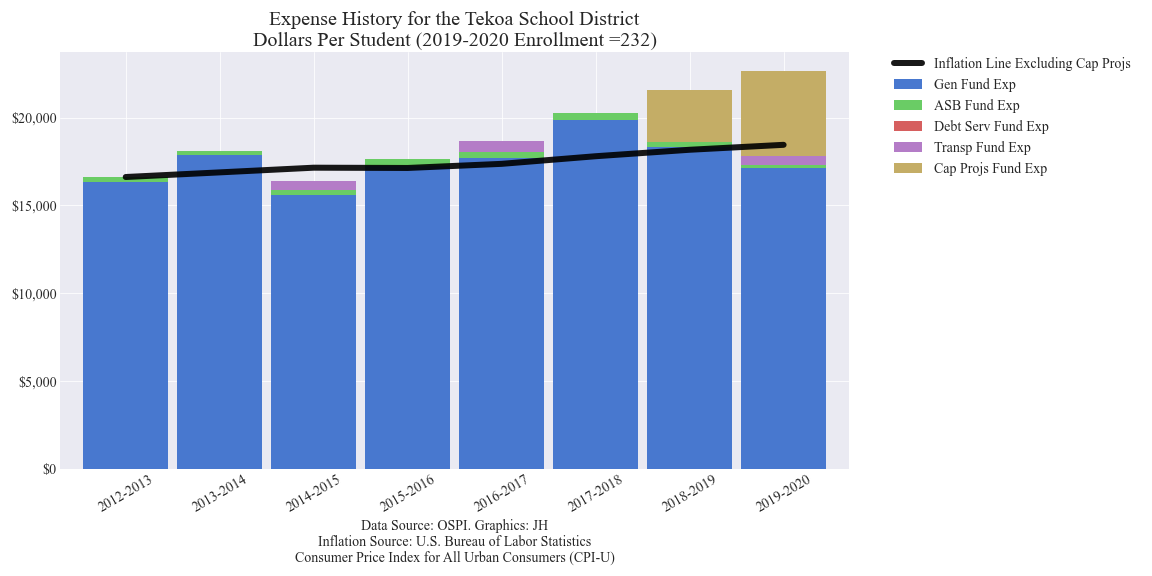 Expense History for the Tekoa School District
Dollars Per Student (2019-2020 Enrollment =232)
Inflation Line Excluding Cap Projs
Gen Fund Exp
ASB Fund Exp
Debt Serv Fund Exp
Transp Fund Exp
Cap Projs Fund Exp
$20,000
$15,000
$10,000
$5,000
$0
2012-2013
2013-2014
2014-2015
2015-2016
2016-2017
2017-2018
2018-2019
2019-2020
Data Source: OSPI. Graphics: JH
Inflation Source: U.S. Bureau of Labor Statistics
Consumer Price Index for All Urban Consumers (CPI-U)